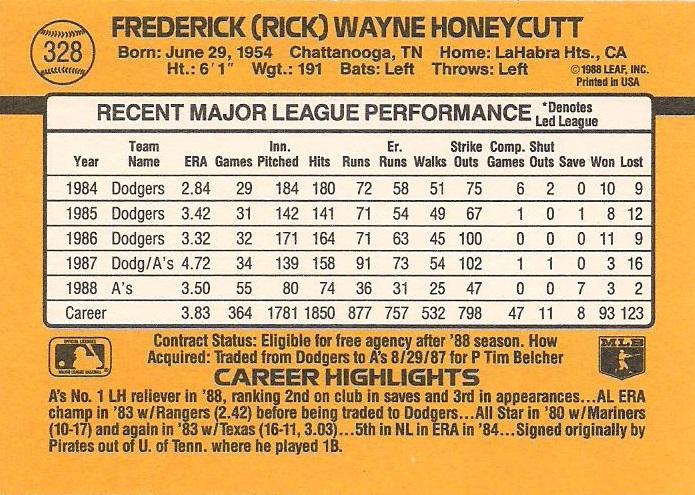 328
FREDERICK (RICK) WAYNE HONEYCUTT
Born: June 29, 1954 Chattanooga, TN Home: LaHabra Hts., CA
Ht.: 6'1" Wgt.: 191 Bats: Left Throws: Left
©1988 LEAF, INC.
Printed in USA
RECENT MAJOR LEAGUE PERFORMANCE *Denotes Led League
Year Team Name ERA Games Inn. Pitched Hits Runs Er. Runs Walks Strike Outs Comp. Games Shut Outs Save Won Lost
1984 Dodgers 2.84 29 184 180 72 58 51 75 6 2 0 10 9
1985 Dodgers 3.42 31 142 141 71 54 49 67 1 0 1 8 12
1986 Dodgers 3.32 32 171 164 71 63 45 100 0 0 0 11 9
1987 Dodg/A's 4.72 34 139 158 91 73 54 102 1 1 0 3 16
1988 A's 3.50 55 80 74 36 31 25 47 0 0 7 3 2
Career 3.83 364 1781 1850 877 757 532 798 47 11 8 93 123
Contract Status: Eligible for free agency after '88 season. How
Acquired: Traded from Dodgers to A's 8/29/87 for P Tim Belcher
MLB
CAREER HIGHLIGHTS
A's No. 1 LH reliever in '88, ranking 2nd on club in saves and 3rd in appearances...AL ERA
champ in '83 w/Rangers (2.42) before being traded to Dodgers...All Star in '80 w/Mariners
(10-17) and again in '83 w/Texas (16-11, 3.03)...5th in NL in ERA in '84...Signed originally by
Pirates out of U. of Tenn. where he played 1B.